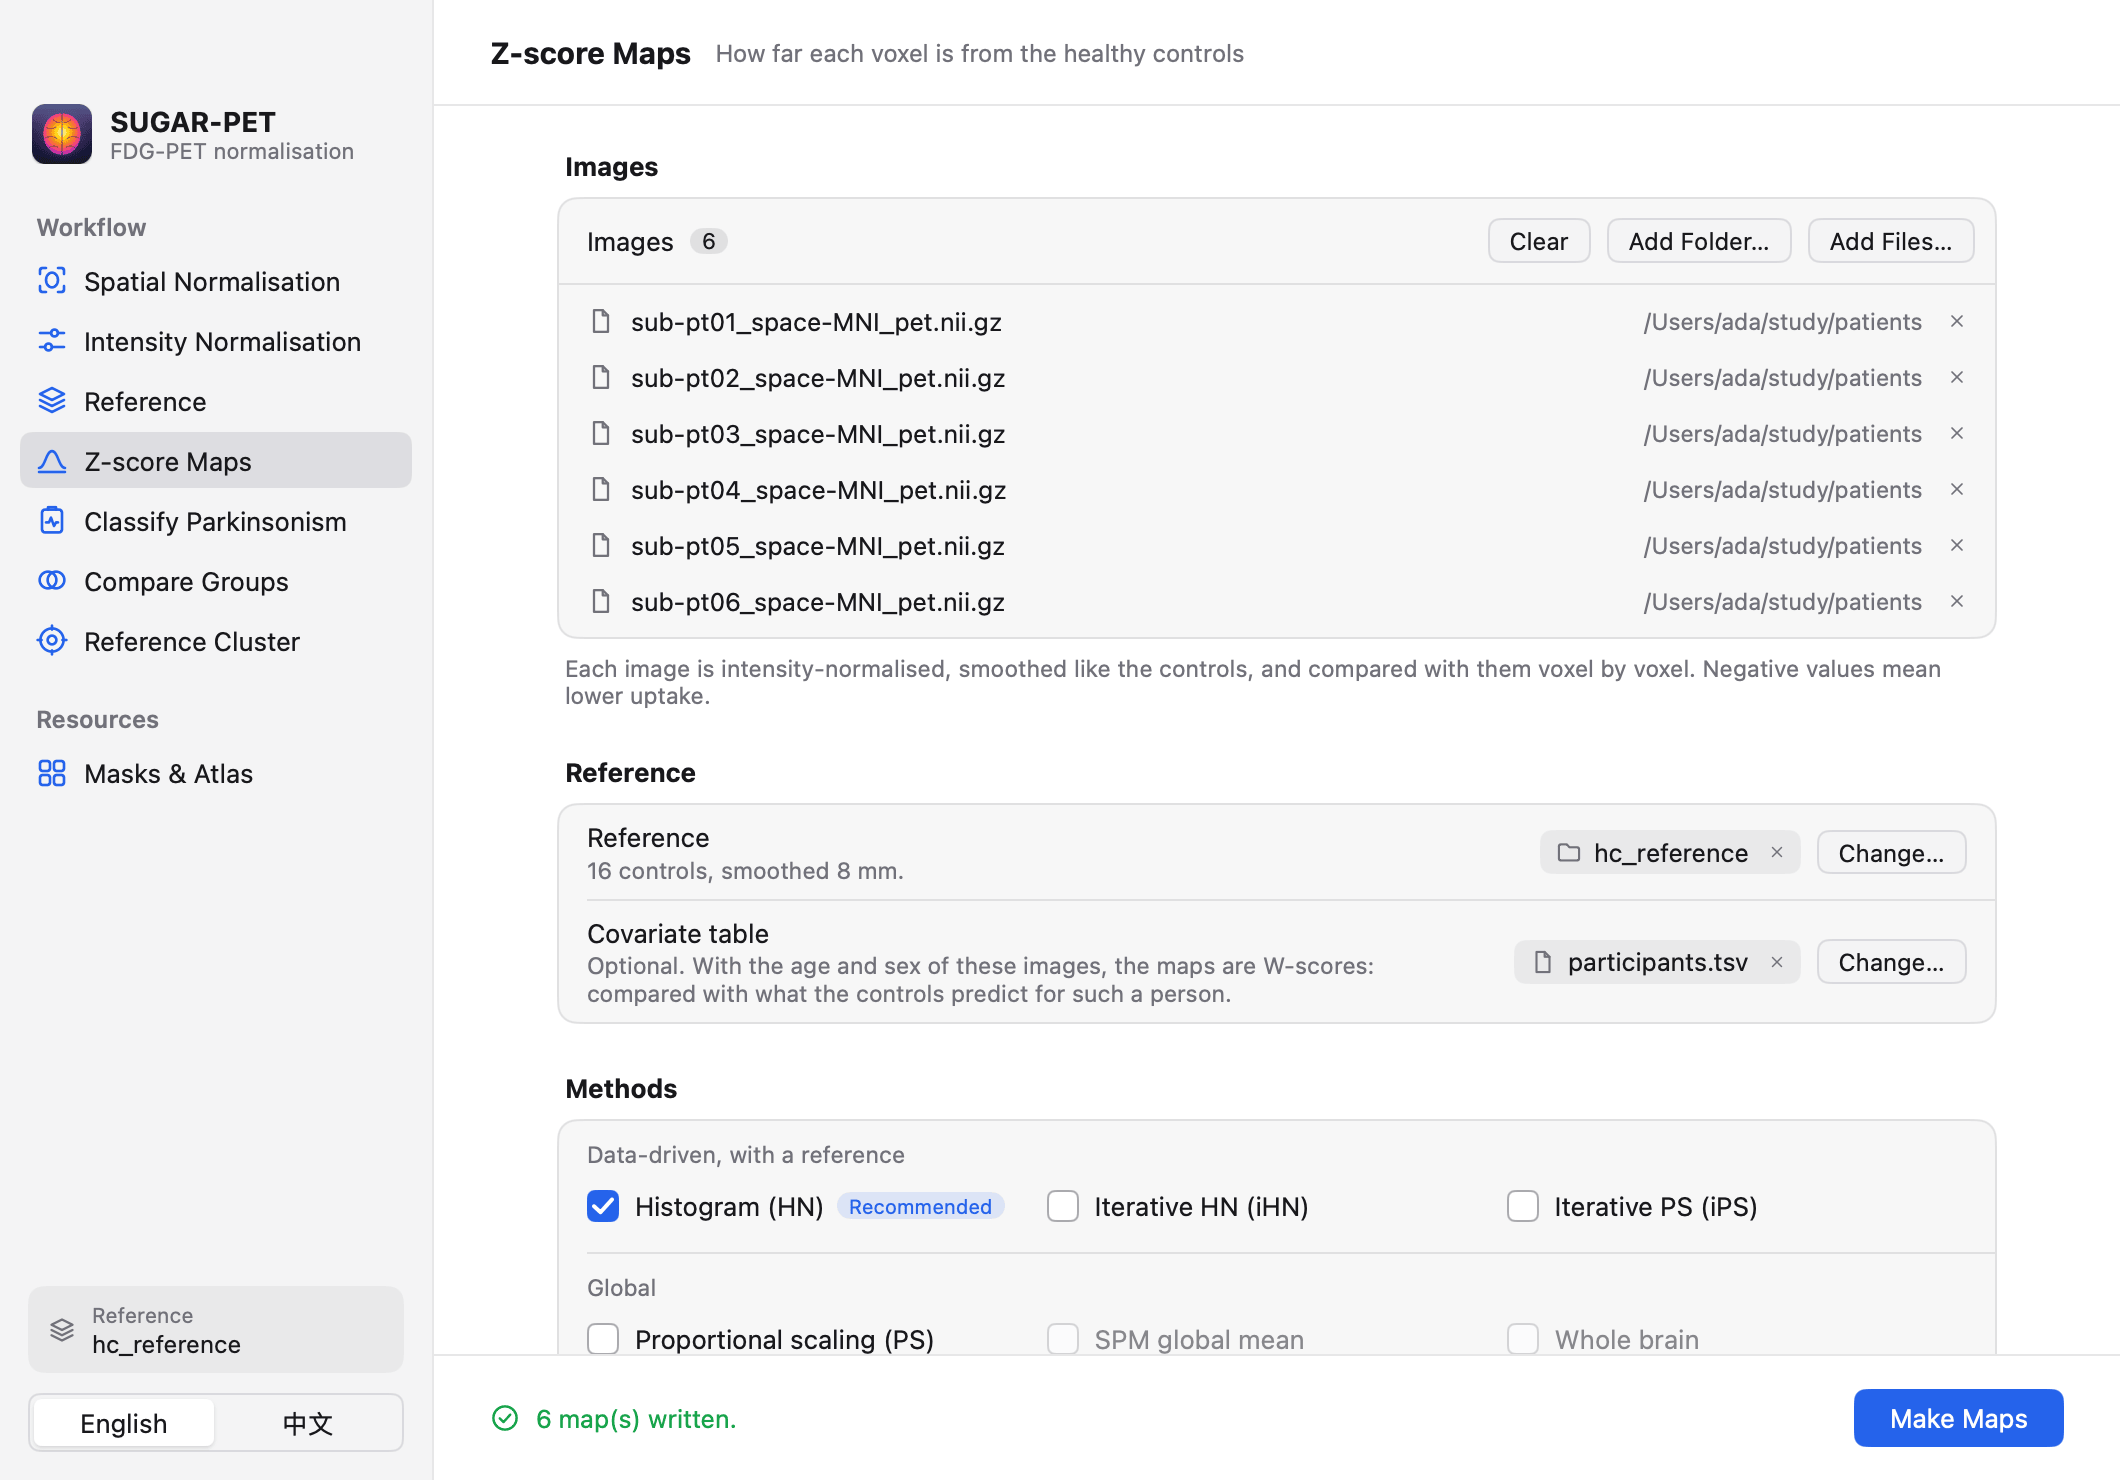 SUGAR-PET
FDG-PET normalisation
Workflow
Spatial Normalisation
Intensity Normalisation
Reference
Z-score Maps
Classify Parkinsonism
Compare Groups
Reference Cluster
Resources
Masks & Atlas
Reference
hc_reference
English
中文
Z-score Maps
How far each voxel is from the healthy controls
Images
Images 6
Clear
Add Folder...
Add Files...
sub-pt01_space-MNI_pet.nii.gz /Users/ada/study/patients ×
sub-pt02_space-MNI_pet.nii.gz /Users/ada/study/patients ×
sub-pt03_space-MNI_pet.nii.gz /Users/ada/study/patients ×
sub-pt04_space-MNI_pet.nii.gz /Users/ada/study/patients ×
sub-pt05_space-MNI_pet.nii.gz /Users/ada/study/patients ×
sub-pt06_space-MNI_pet.nii.gz /Users/ada/study/patients ×
Each image is intensity-normalised, smoothed like the controls, and compared with them voxel by voxel. Negative values mean
lower uptake.
Reference
Reference
16 controls, smoothed 8 mm.
hc_reference ×
Change...
Covariate table
Optional. With the age and sex of these images, the maps are W-scores:
compared with what the controls predict for such a person.
participants.tsv ×
Change...
Methods
Data-driven, with a reference
Histogram (HN) Recommended
Iterative HN (iHN)
Iterative PS (iPS)
Global
Proportional scaling (PS)
SPM global mean
Whole brain
6 map(s) written.
Make Maps